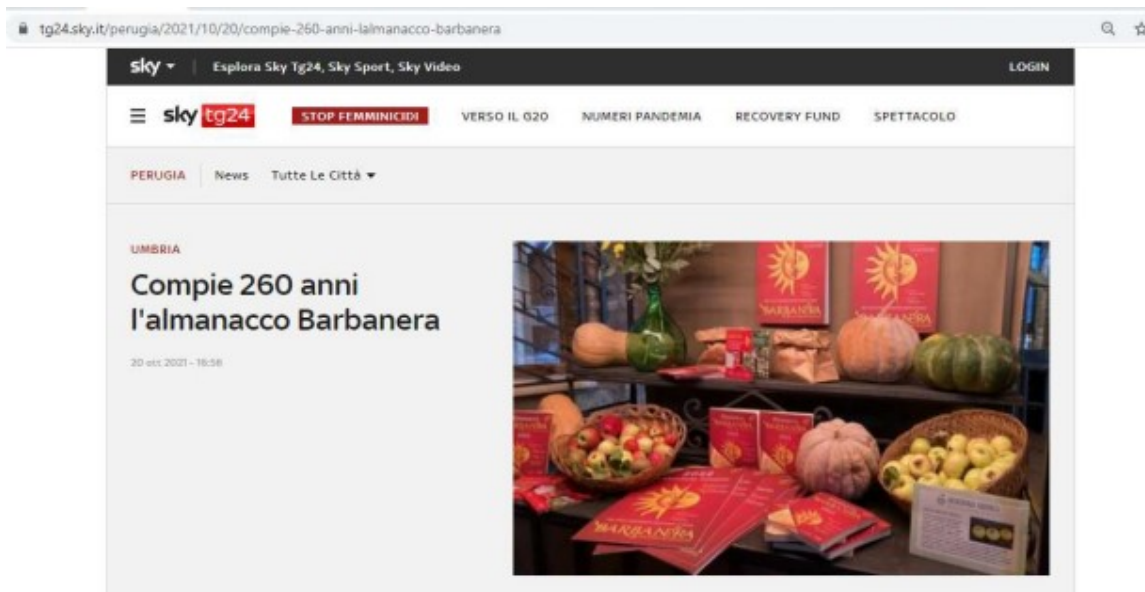 tg24.sky.it/perugia/2021/10/20/compie-260-anni-lalmanacco-barbanera
sky Esplora Sky Tg24, Sky Sport, Sky Video LOGIN
sky tg24 STOP FEMMINICIDI VERSO IL G20 NUMERI PANDEMIA RECOVERY FUND SPETTACOLO
PERUGIA News Tutte Le Città
UMBRIA
Compie 260 anni
l'almanacco Barbanera
20 ott 2021 - 16:56
BARBANERA
BARBANERA
BARBANERA
BARBANERA